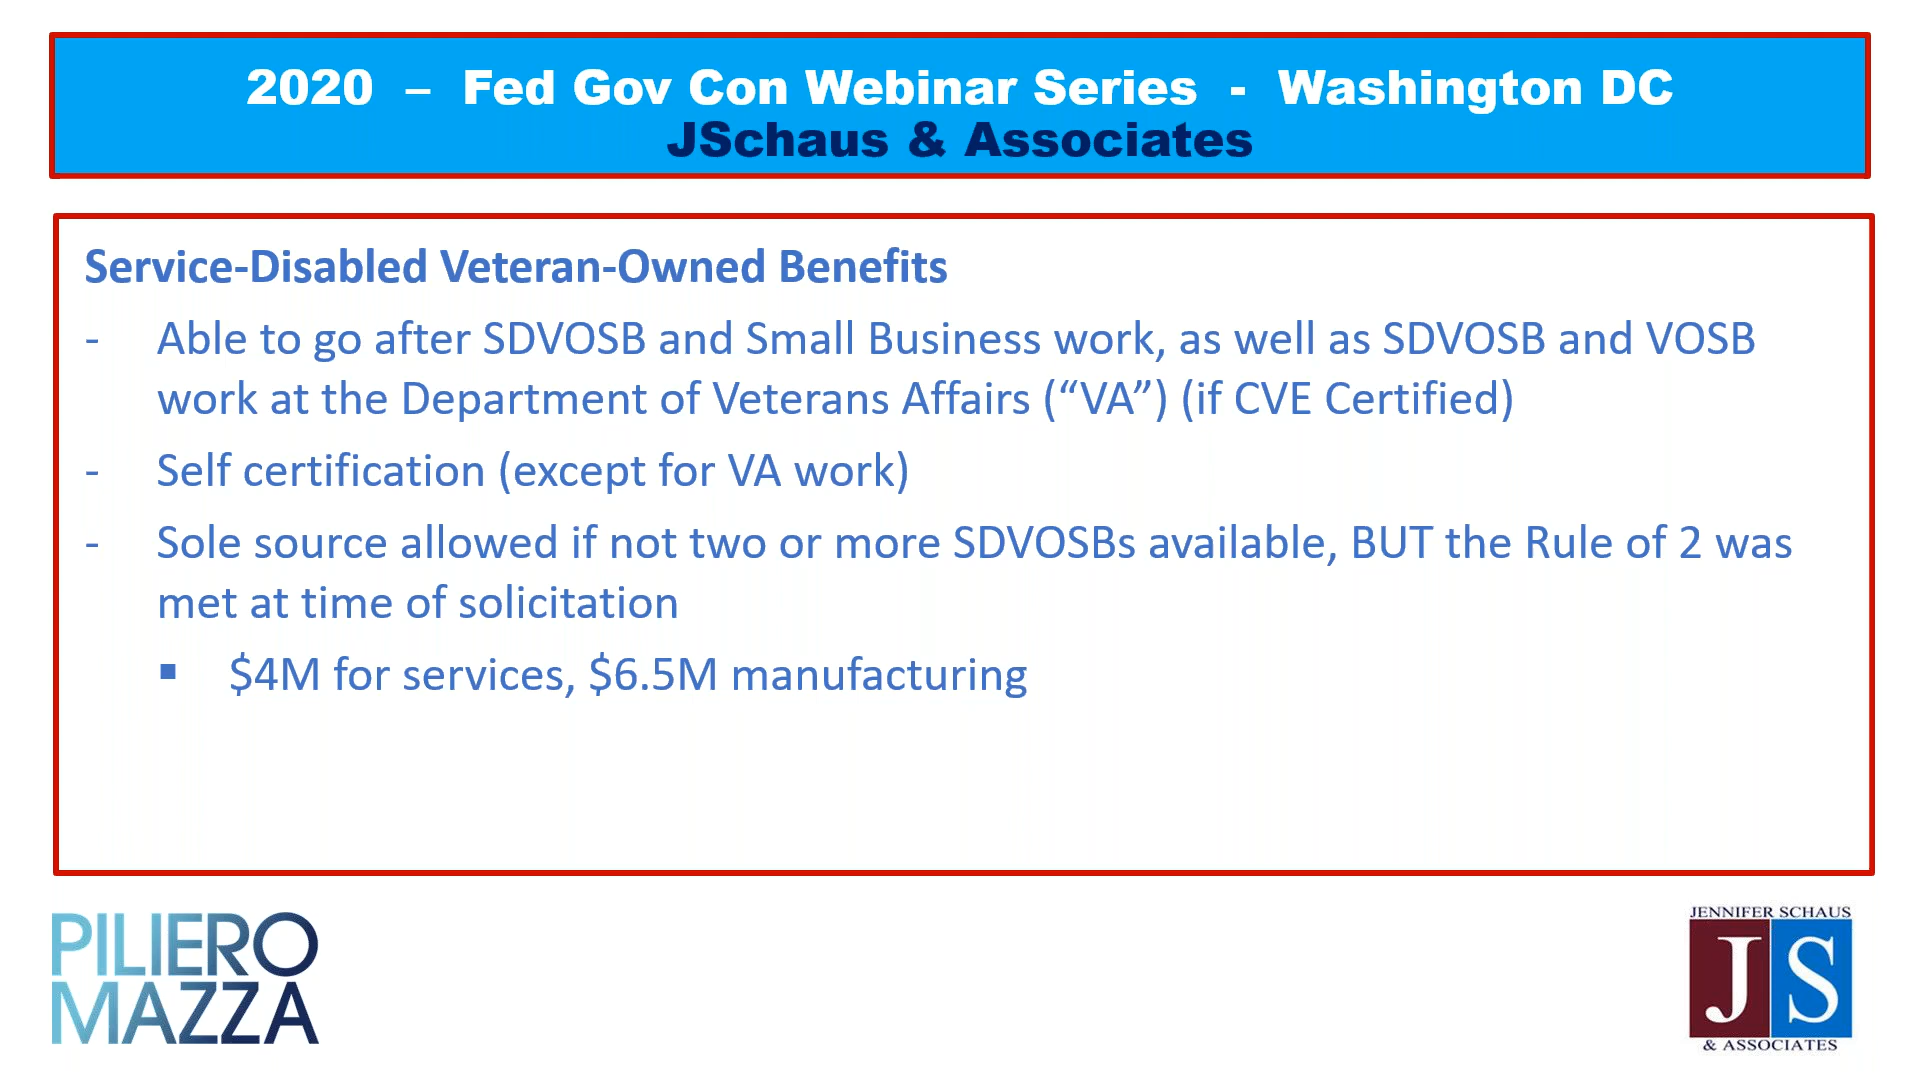 2020 – Fed Gov Con Webinar Series - Washington DC
JSchaus & Associates
Service-Disabled Veteran-Owned Benefits
- Able to go after SDVOSB and Small Business work, as well as SDVOSB and VOSB
work at the Department of Veterans Affairs (“VA”) (if CVE Certified)
- Self certification (except for VA work)
- Sole source allowed if not two or more SDVOSBs available, BUT the Rule of 2 was
met at time of solicitation
▪ $4M for services, $6.5M manufacturing
PILIERO
MAZZA
JENNIFER SCHAUS
JS
& ASSOCIATES